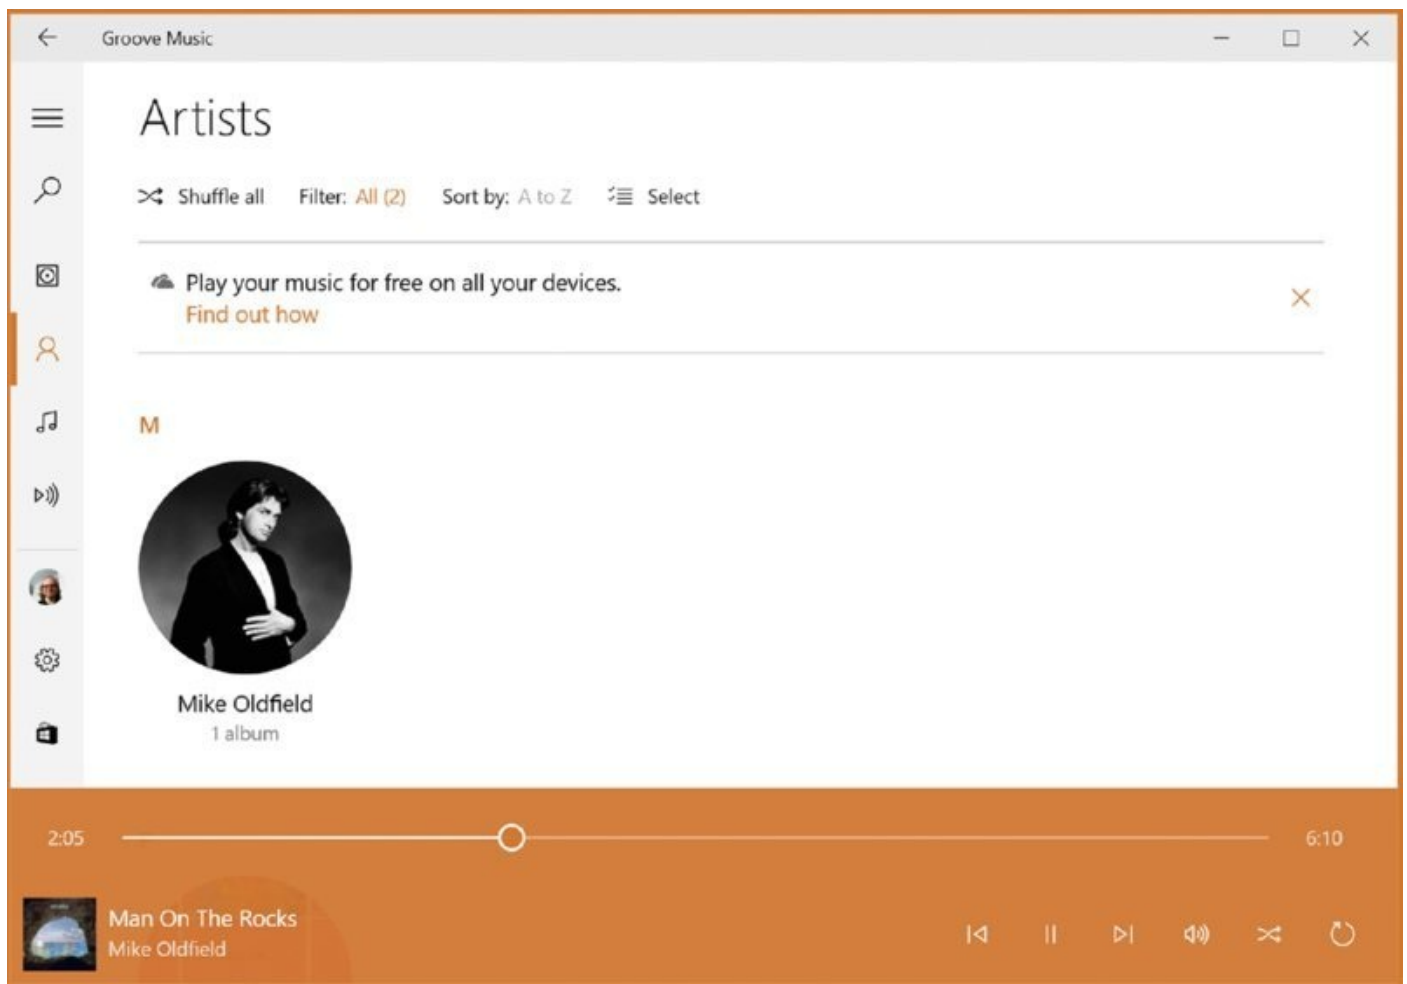 Groove Music
Artists
Shuffle all Filter: All (2) Sort by: A to Z Select
Play your music for free on all your devices.
Find out how
M
Mike Oldfield
1 album
2:05 6:10
Man On The Rocks
Mike Oldfield